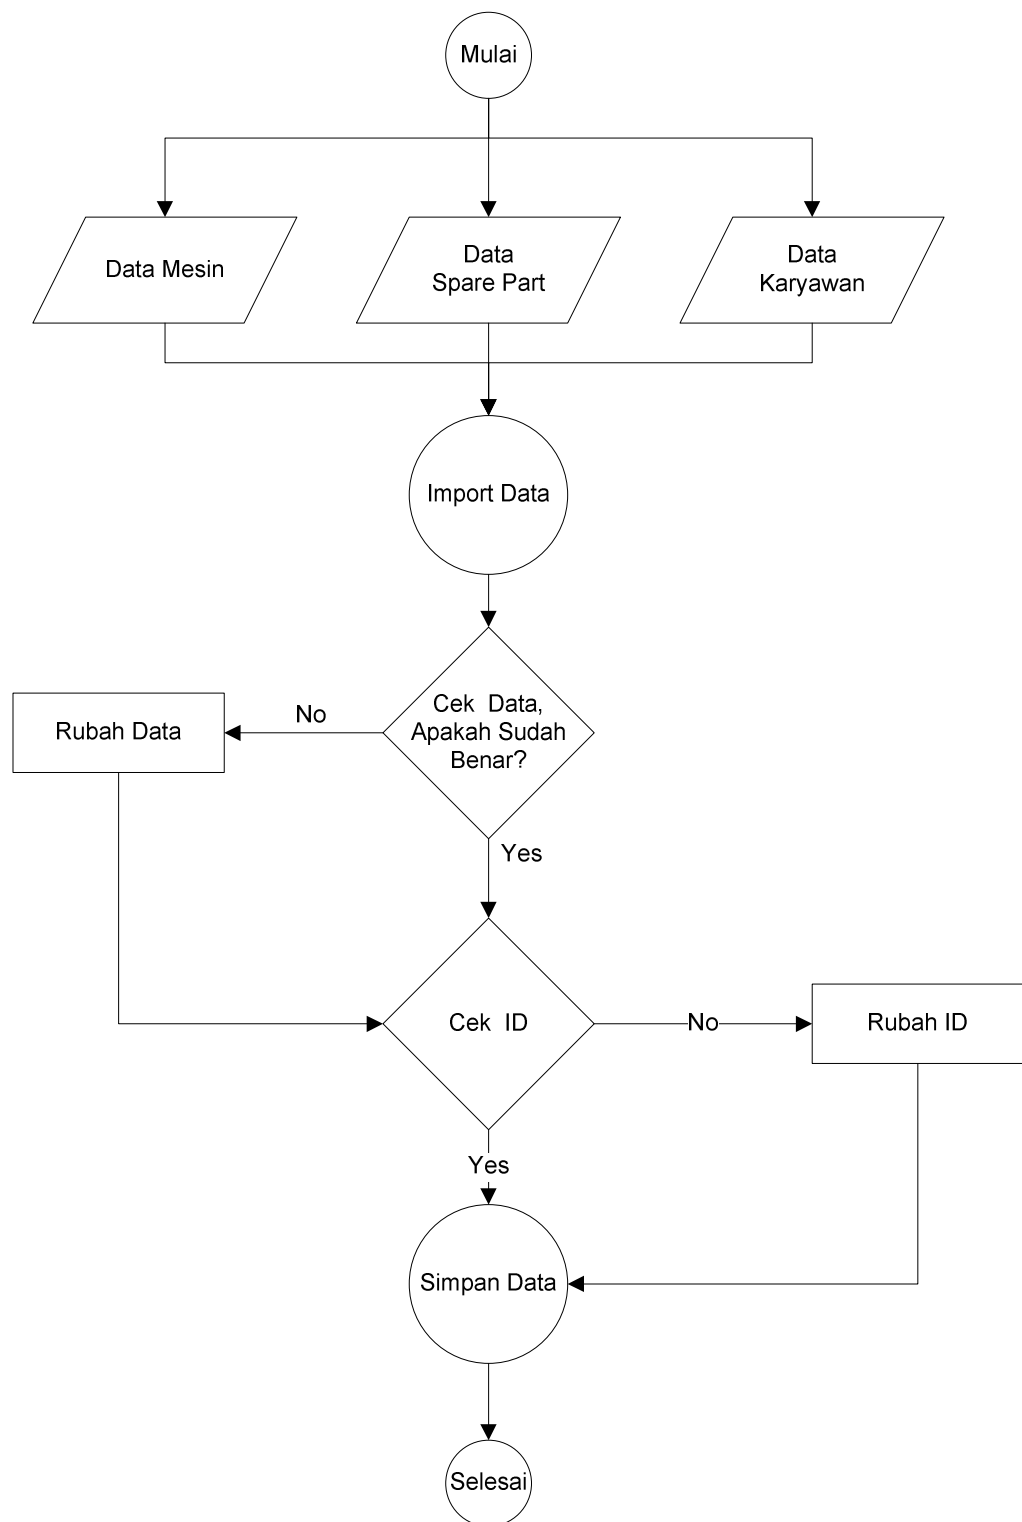 Mulai
Data Mesin
Data
Spare Part
Data
Karyawan
Import Data
Cek  Data,
Apakah Sudah
Benar?
No
Rubah Data
Yes
Cek  ID
No
Rubah ID
Yes
Simpan Data
Selesai